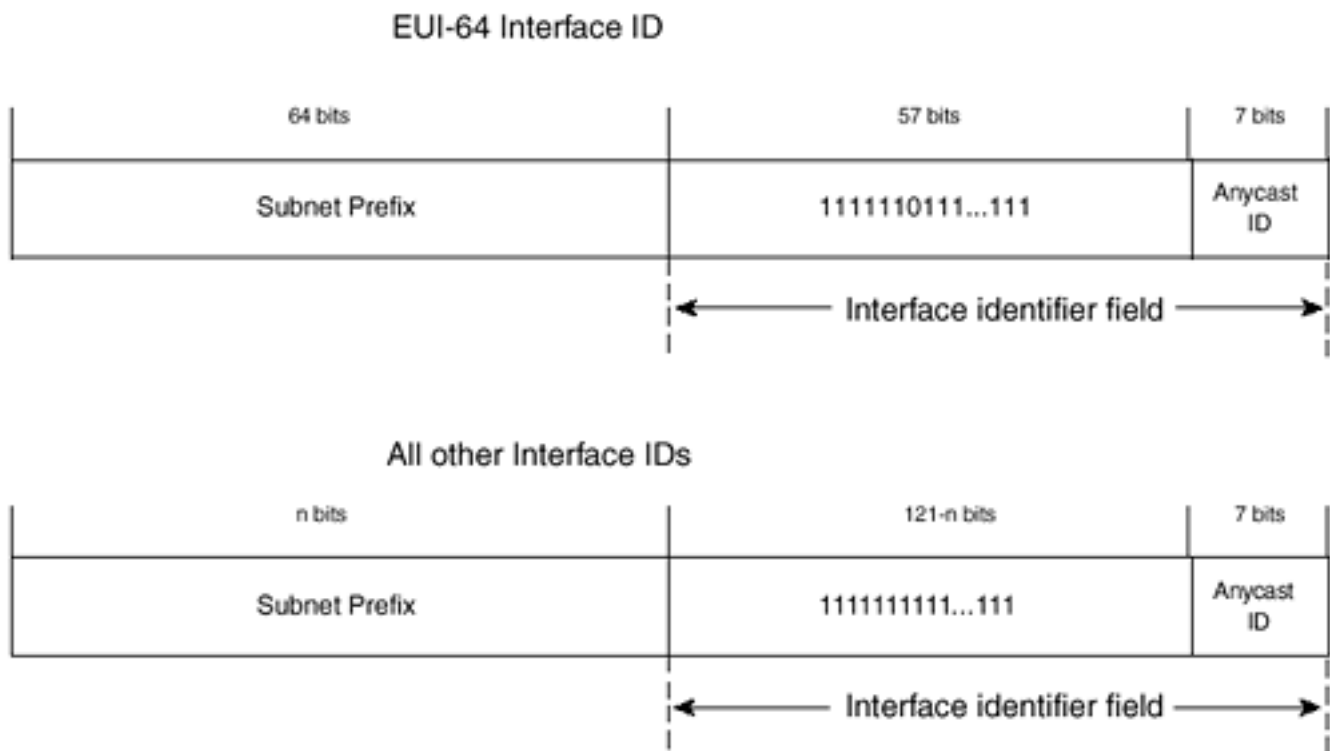 EUI-64 Interface ID
64 bits 57 bits 7 bits
Subnet Prefix 1111110111...111 Anycast
ID
Interface identifier field
All other Interface IDs
n bits 121-n bits 7 bits
Subnet Prefix 1111111111...111 Anycast
ID
Interface identifier field